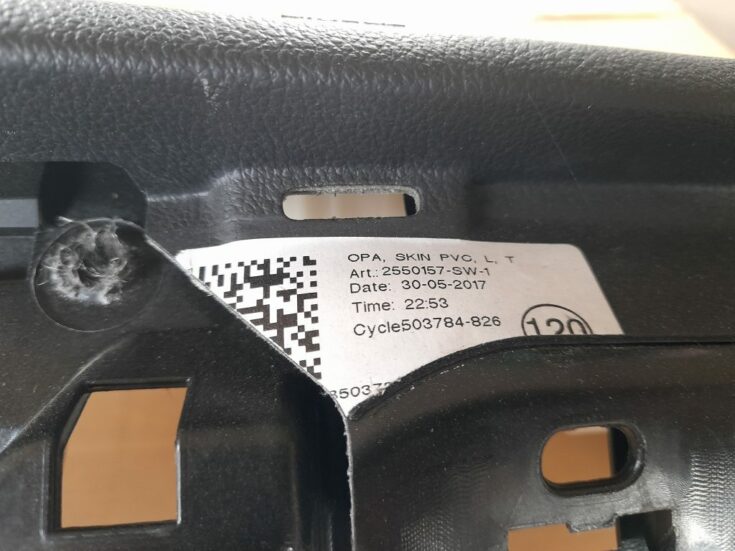 OPA, SKIN PVC, L, T
Art.: 2550157-SW-1
Date: 30-05-2017
Time: 22:53
Cycle503784-826
120